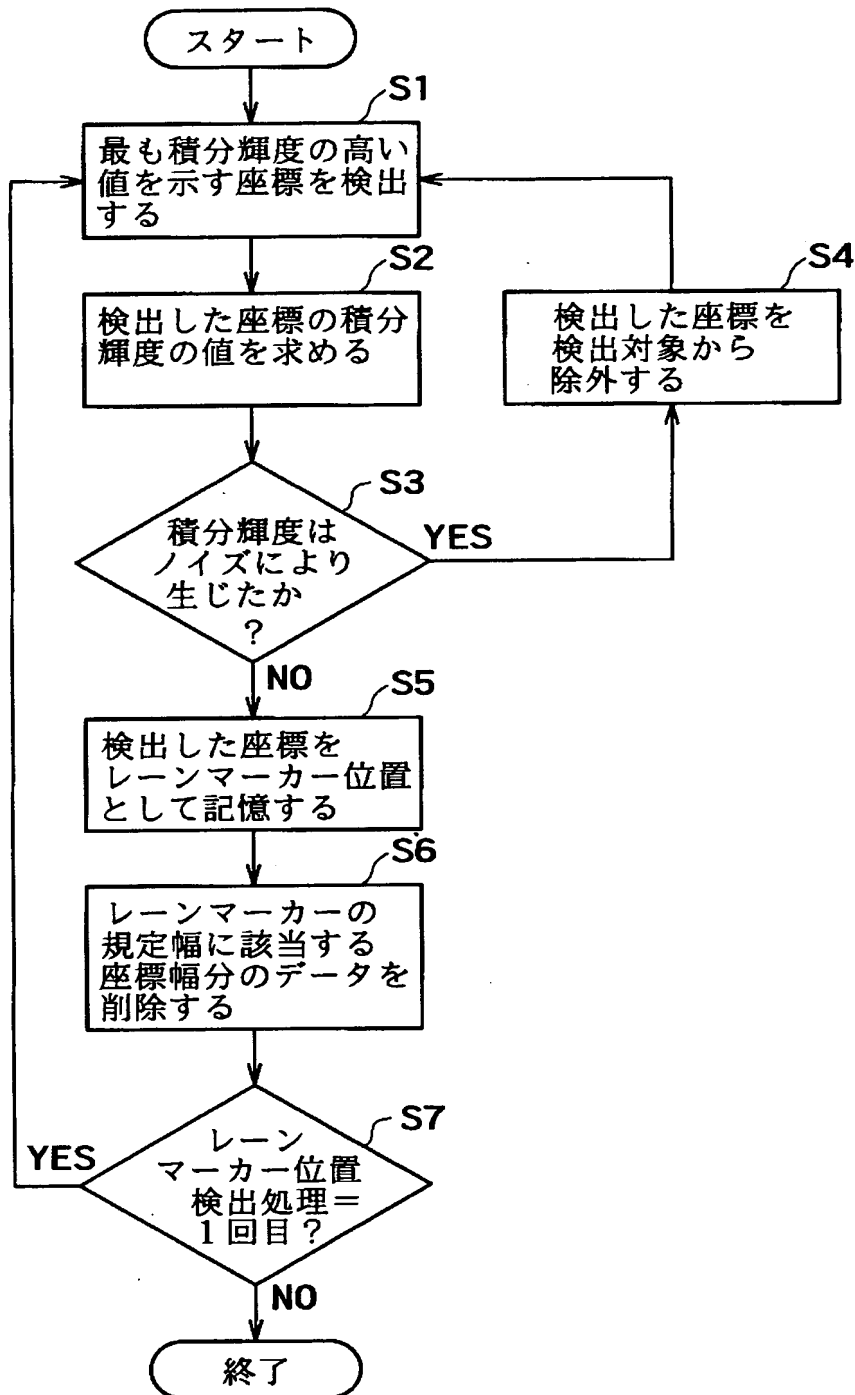 スタート
S1
最も積分輝度の高い
値を示す座標を検出
する
S2
検出した座標の積分
輝度の値を求める
S4
検出した座標を
検出対象から
除外する
S3
積分輝度は
ノイズにより
生じたか
?
YES
NO
S5
検出した座標を
レーンマーカー位置
として記憶する
S6
レーンマーカーの
規定幅に該当する
座標幅分のデータを
削除する
S7
レーン
マーカー位置
検出処理=
1回目?
YES
NO
終了